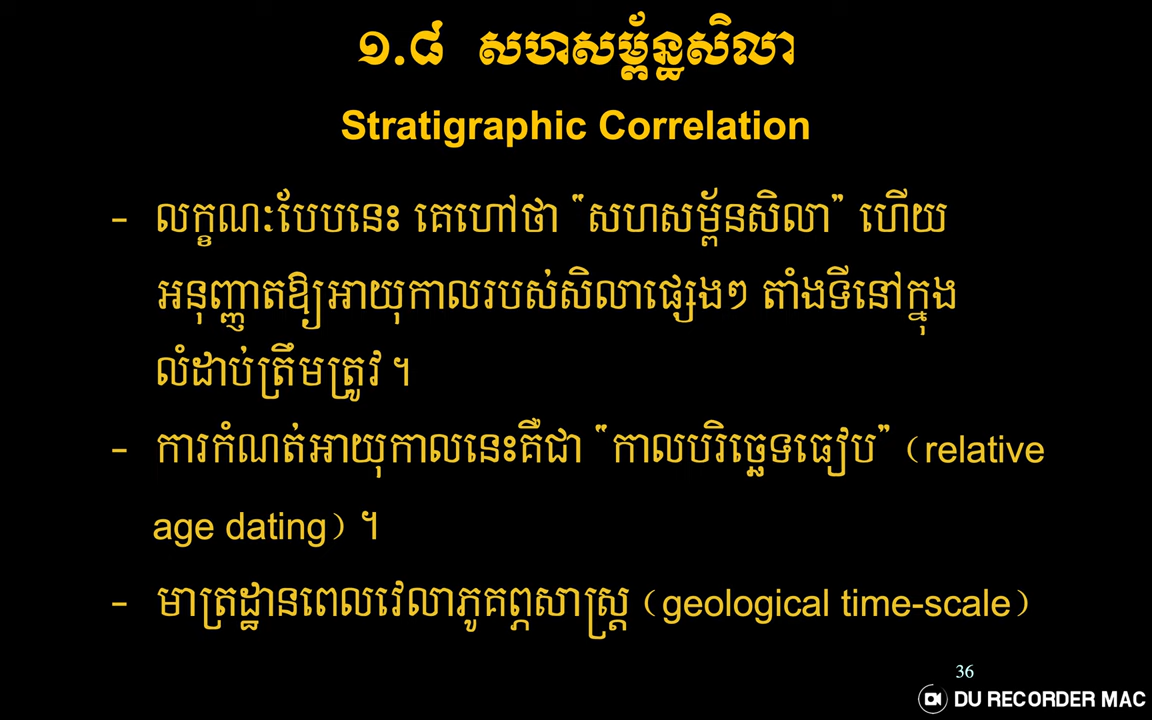 ១.៨ សហសម្ព័ន្ធសិលា
Stratigraphic Correlation
- លក្ខណៈបែបនេះ គេហៅថា “សហសម្ព័នសិលា” ហើយ
អនុញ្ញាតឱ្យអាយុកាលរបស់សិលាផ្សេងៗ តាំងទីនៅក្នុង
លំដាប់ត្រឹមត្រូវ ។
- ការកំណត់អាយុកាលនេះគឺជា “កាលបរិច្ឆេទធៀប” (relative
age dating) ។
- មាត្រដ្ឋានពេលវេលាភូគព្ភសាស្ត្រ (geological time-scale)
36
DU RECORDER MAC